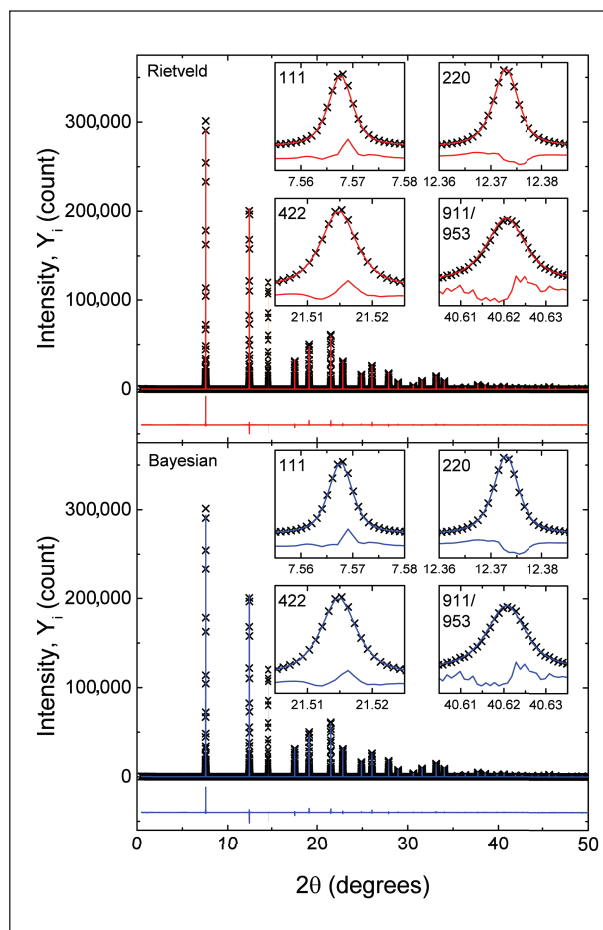 Rietveld
111
220
7.56 7.57 7.58
12.36 12.37 12.38
422
911/
953
21.51 21.52
40.61 40.62 40.63
300,000
200,000
100,000
0
Intensity, Yi (count)
Bayesian
111
220
7.56 7.57 7.58
12.36 12.37 12.38
422
911/
953
21.51 21.52
40.61 40.62 40.63
300,000
200,000
100,000
0
Intensity, Yi (count)
0 10 20 30 40 50
2θ (degrees)